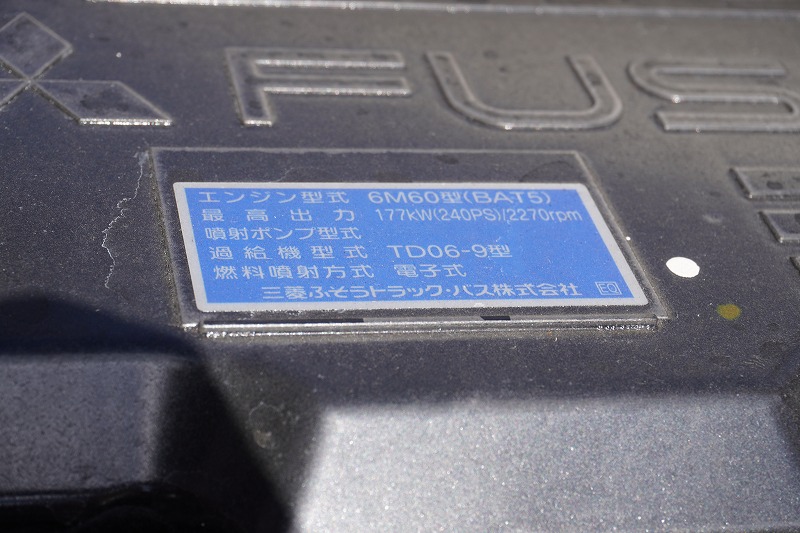 FUS
エンジン型式 6M60型(BAT5)
最高出力 177kW(240PS)/2270rpm
噴射ポンプ型式
過給機型式 TD06-9型
燃料噴射方式 電子式
三菱ふそうトラック・バス株式会社 EQ